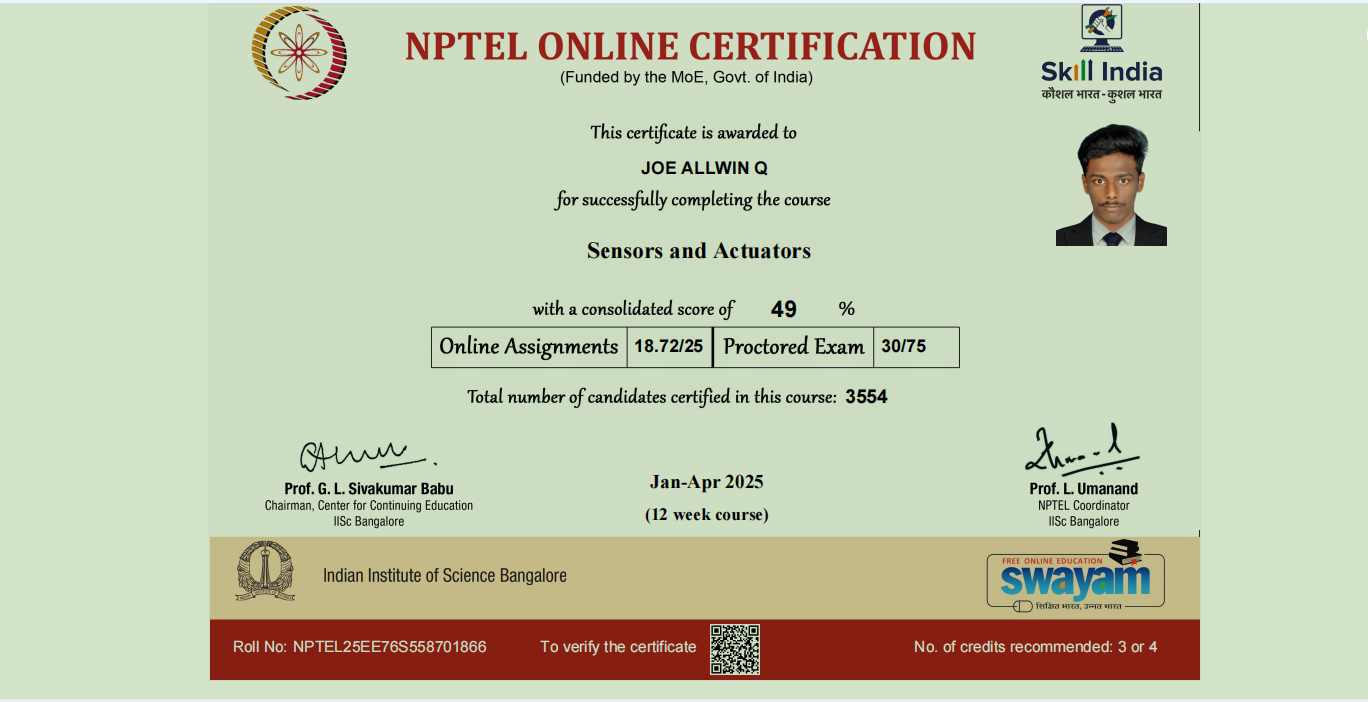 NPTEL ONLINE CERTIFICATION
(Funded by the MoE, Govt. of India)
Skill India
कौशल भारत - कुशल भारत
This certificate is awarded to
JOE ALLWIN Q
for successfully completing the course
Sensors and Actuators
with a consolidated score of 49 %
Online Assignments 18.72/25 Proctored Exam 30/75
Total number of candidates certified in this course: 3554
Prof. G. L. Sivakumar Babu
Chairman, Center for Continuing Education
IISc Bangalore
Jan-Apr 2025
(12 week course)
Prof. L. Umanand
NPTEL Coordinator
IISc Bangalore
Indian Institute of Science Bangalore
FREE ONLINE EDUCATION
swayam
शिक्षित भारत, उन्नत भारत
Roll No: NPTEL25EE76S558701866
To verify the certificate
No. of credits recommended: 3 or 4